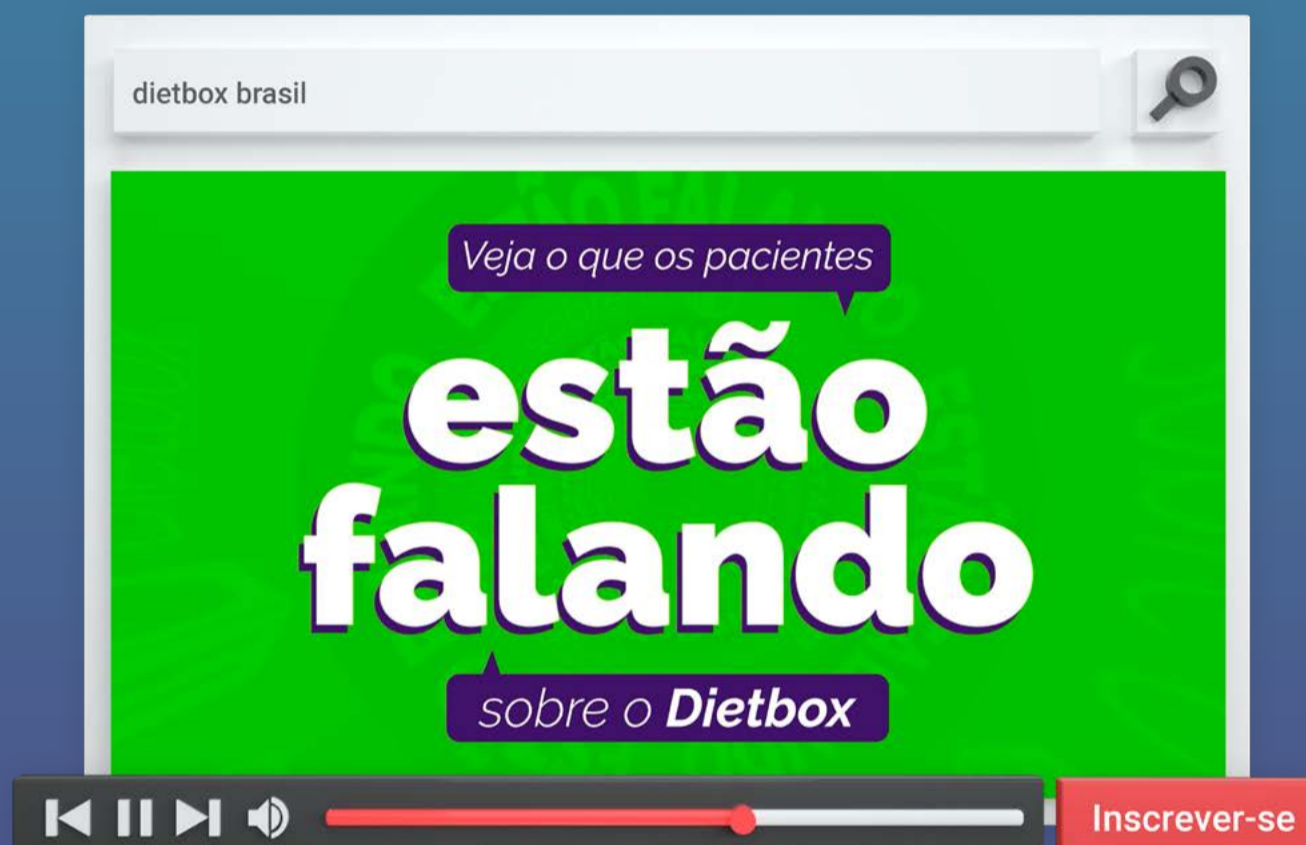 dietbox brasil
Veja o que os pacientes
estão
falando
sobre o Dietbox
Inscrever-se